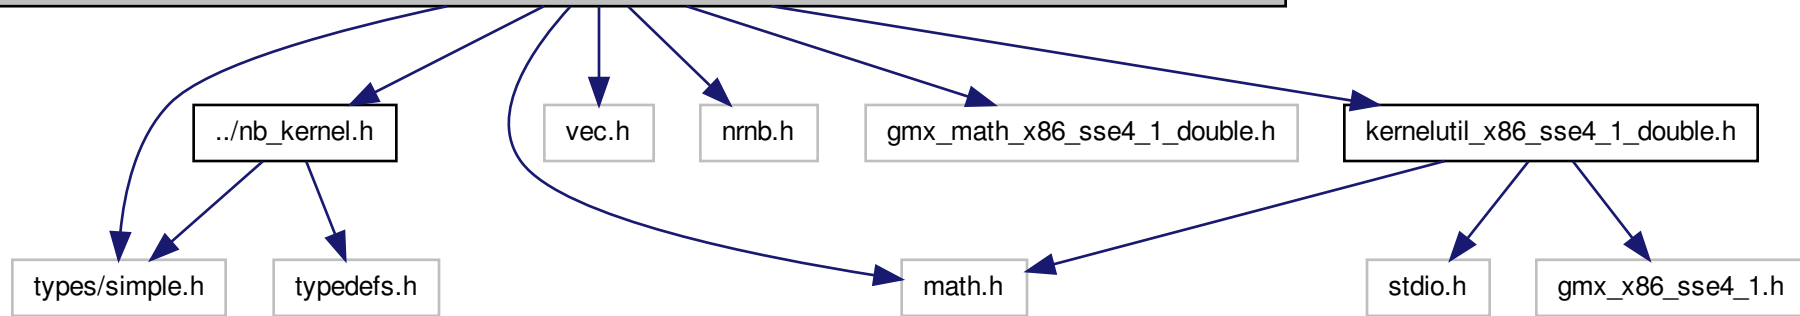 ../nb_kernel.h
vec.h
nrnb.h
gmx_math_x86_sse4_1_double.h
kernelutil_x86_sse4_1_double.h
types/simple.h
typedefs.h
math.h
stdio.h
gmx_x86_sse4_1.h